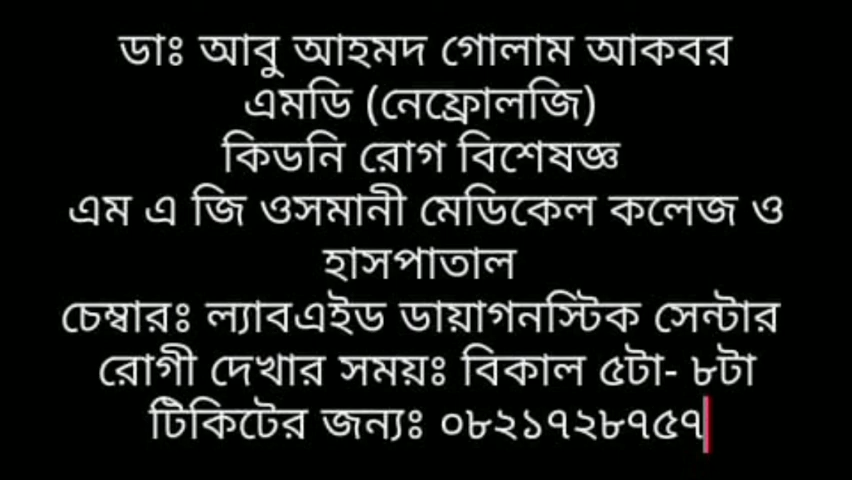 ডাঃ আবু আহমদ গোলাম আকবর
এমডি (নেফ্রোলজি)
কিডনি রোগ বিশেষজ্ঞ
এম এ জি ওসমানী মেডিকেল কলেজ ও
হাসপাতাল
চেম্বারঃ ল্যাবএইড ডায়াগনস্টিক সেন্টার
রোগী দেখার সময়ঃ বিকাল ৫টা- ৮টা
টিকিটের জন্যঃ ০৮২১৭২৮৭৫৭